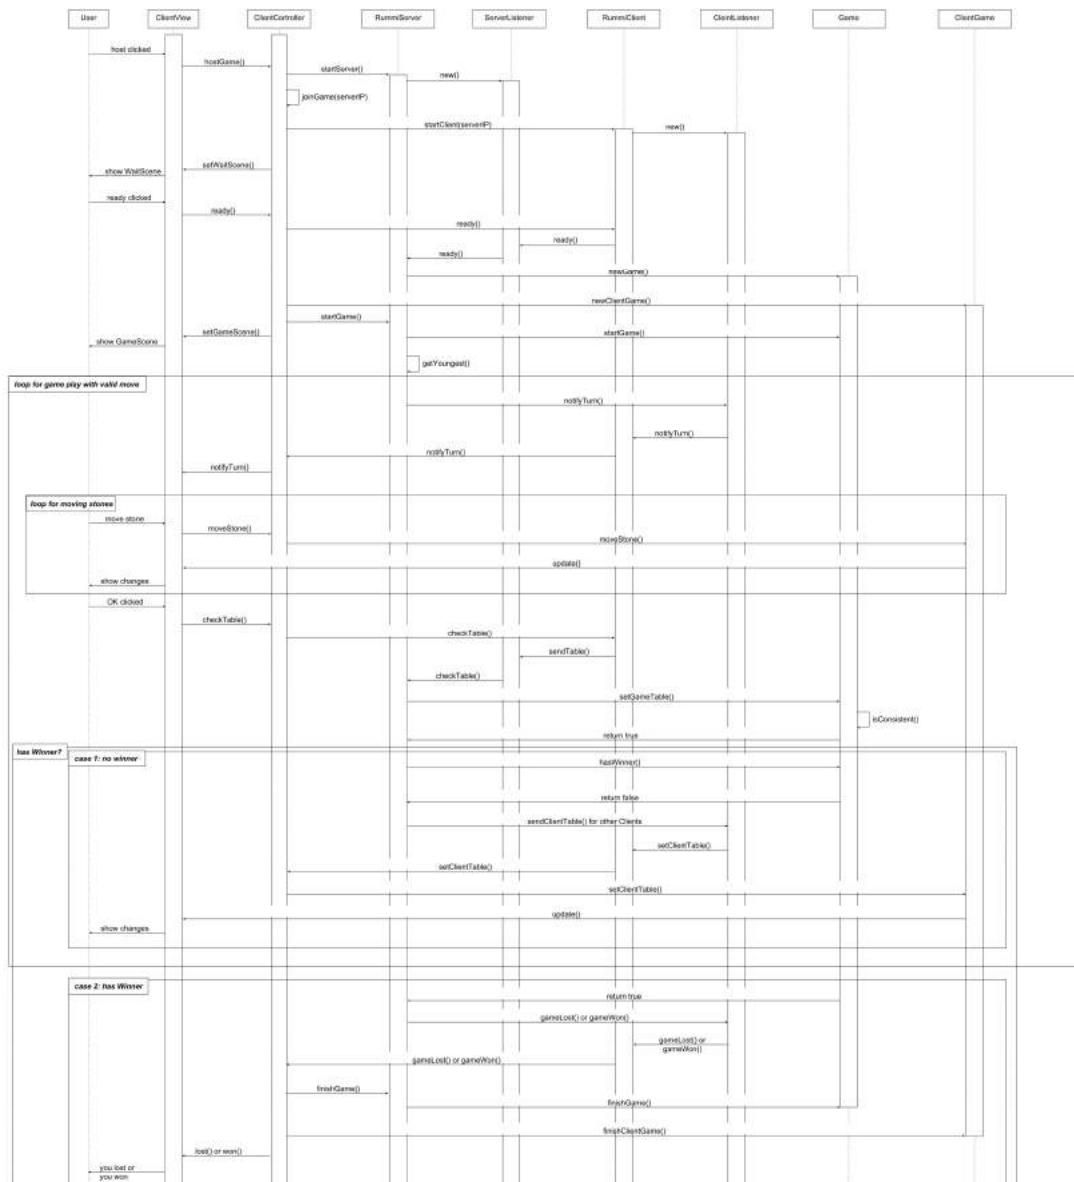 User
ClientView
ClientController
RummiServer
ServerListener
RummiClient
ClientListener
Game
ClientGame
host clicked
hostGame()
startServer()
new()
joinGame(serverIP)
startClient(serverIP)
new()
setWaitScene()
show WaitScene
ready clicked
ready()
ready()
ready()
ready()
newGame()
newClientGame()
startGame()
setGameScene()
startGame()
show GameScene
getYoungest()
loop for game play with valid move
notifyTurn()
notifyTurn()
notifyTurn()
notifyTurn()
loop for moving stones
move stone
moveStone()
moveStone()
update()
show changes
OK clicked
checkTable()
checkTable()
sendTable()
checkTable()
setGameTable()
isConsistent()
return true
has Winner?
case 1: no winner
hasWinner()
return false
sendClientTable() for other Clients
setClientTable()
setClientTable()
setClientTable()
update()
show changes
case 2: has Winner
return true
gameLost() or gameWon()
gameLost() or
gameWon()
gameLost() or gameWon()
finishGame()
finishGame()
finishClientGame()
lost() or won()
you lost or
you won